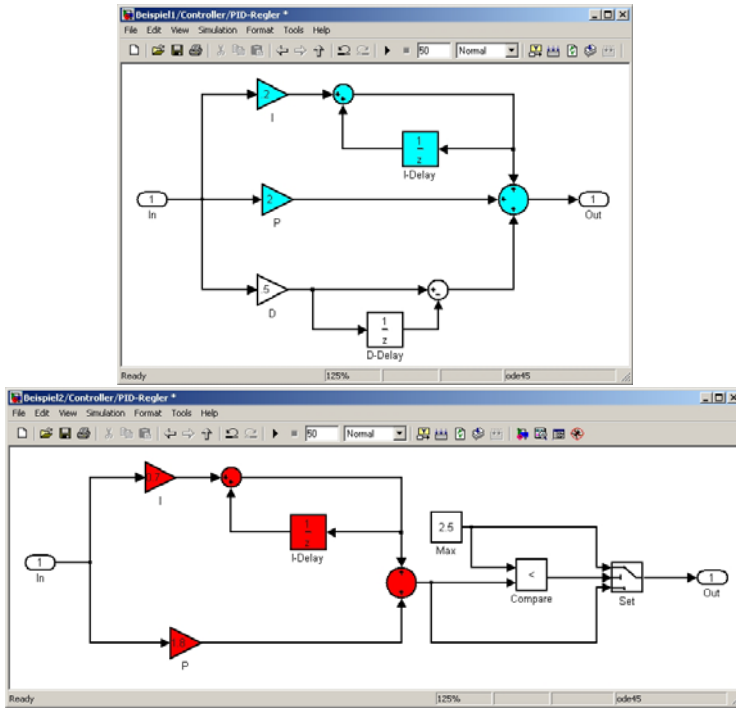 Beispiel1/Controller/PID-Regler *
File Edit View Simulation Format Tools Help
50 Normal
2
I
1
z
I-Delay
1
In
2
P
1
Out
.5
D
1
z
D-Delay
Ready 125% ode45
Beispiel2/Controller/PID-Regler *
File Edit View Simulation Format Tools Help
50 Normal
I
1
z
I-Delay
2.5
Max
1
In
<
Compare
Set
1
Out
P
Ready 125% ode45